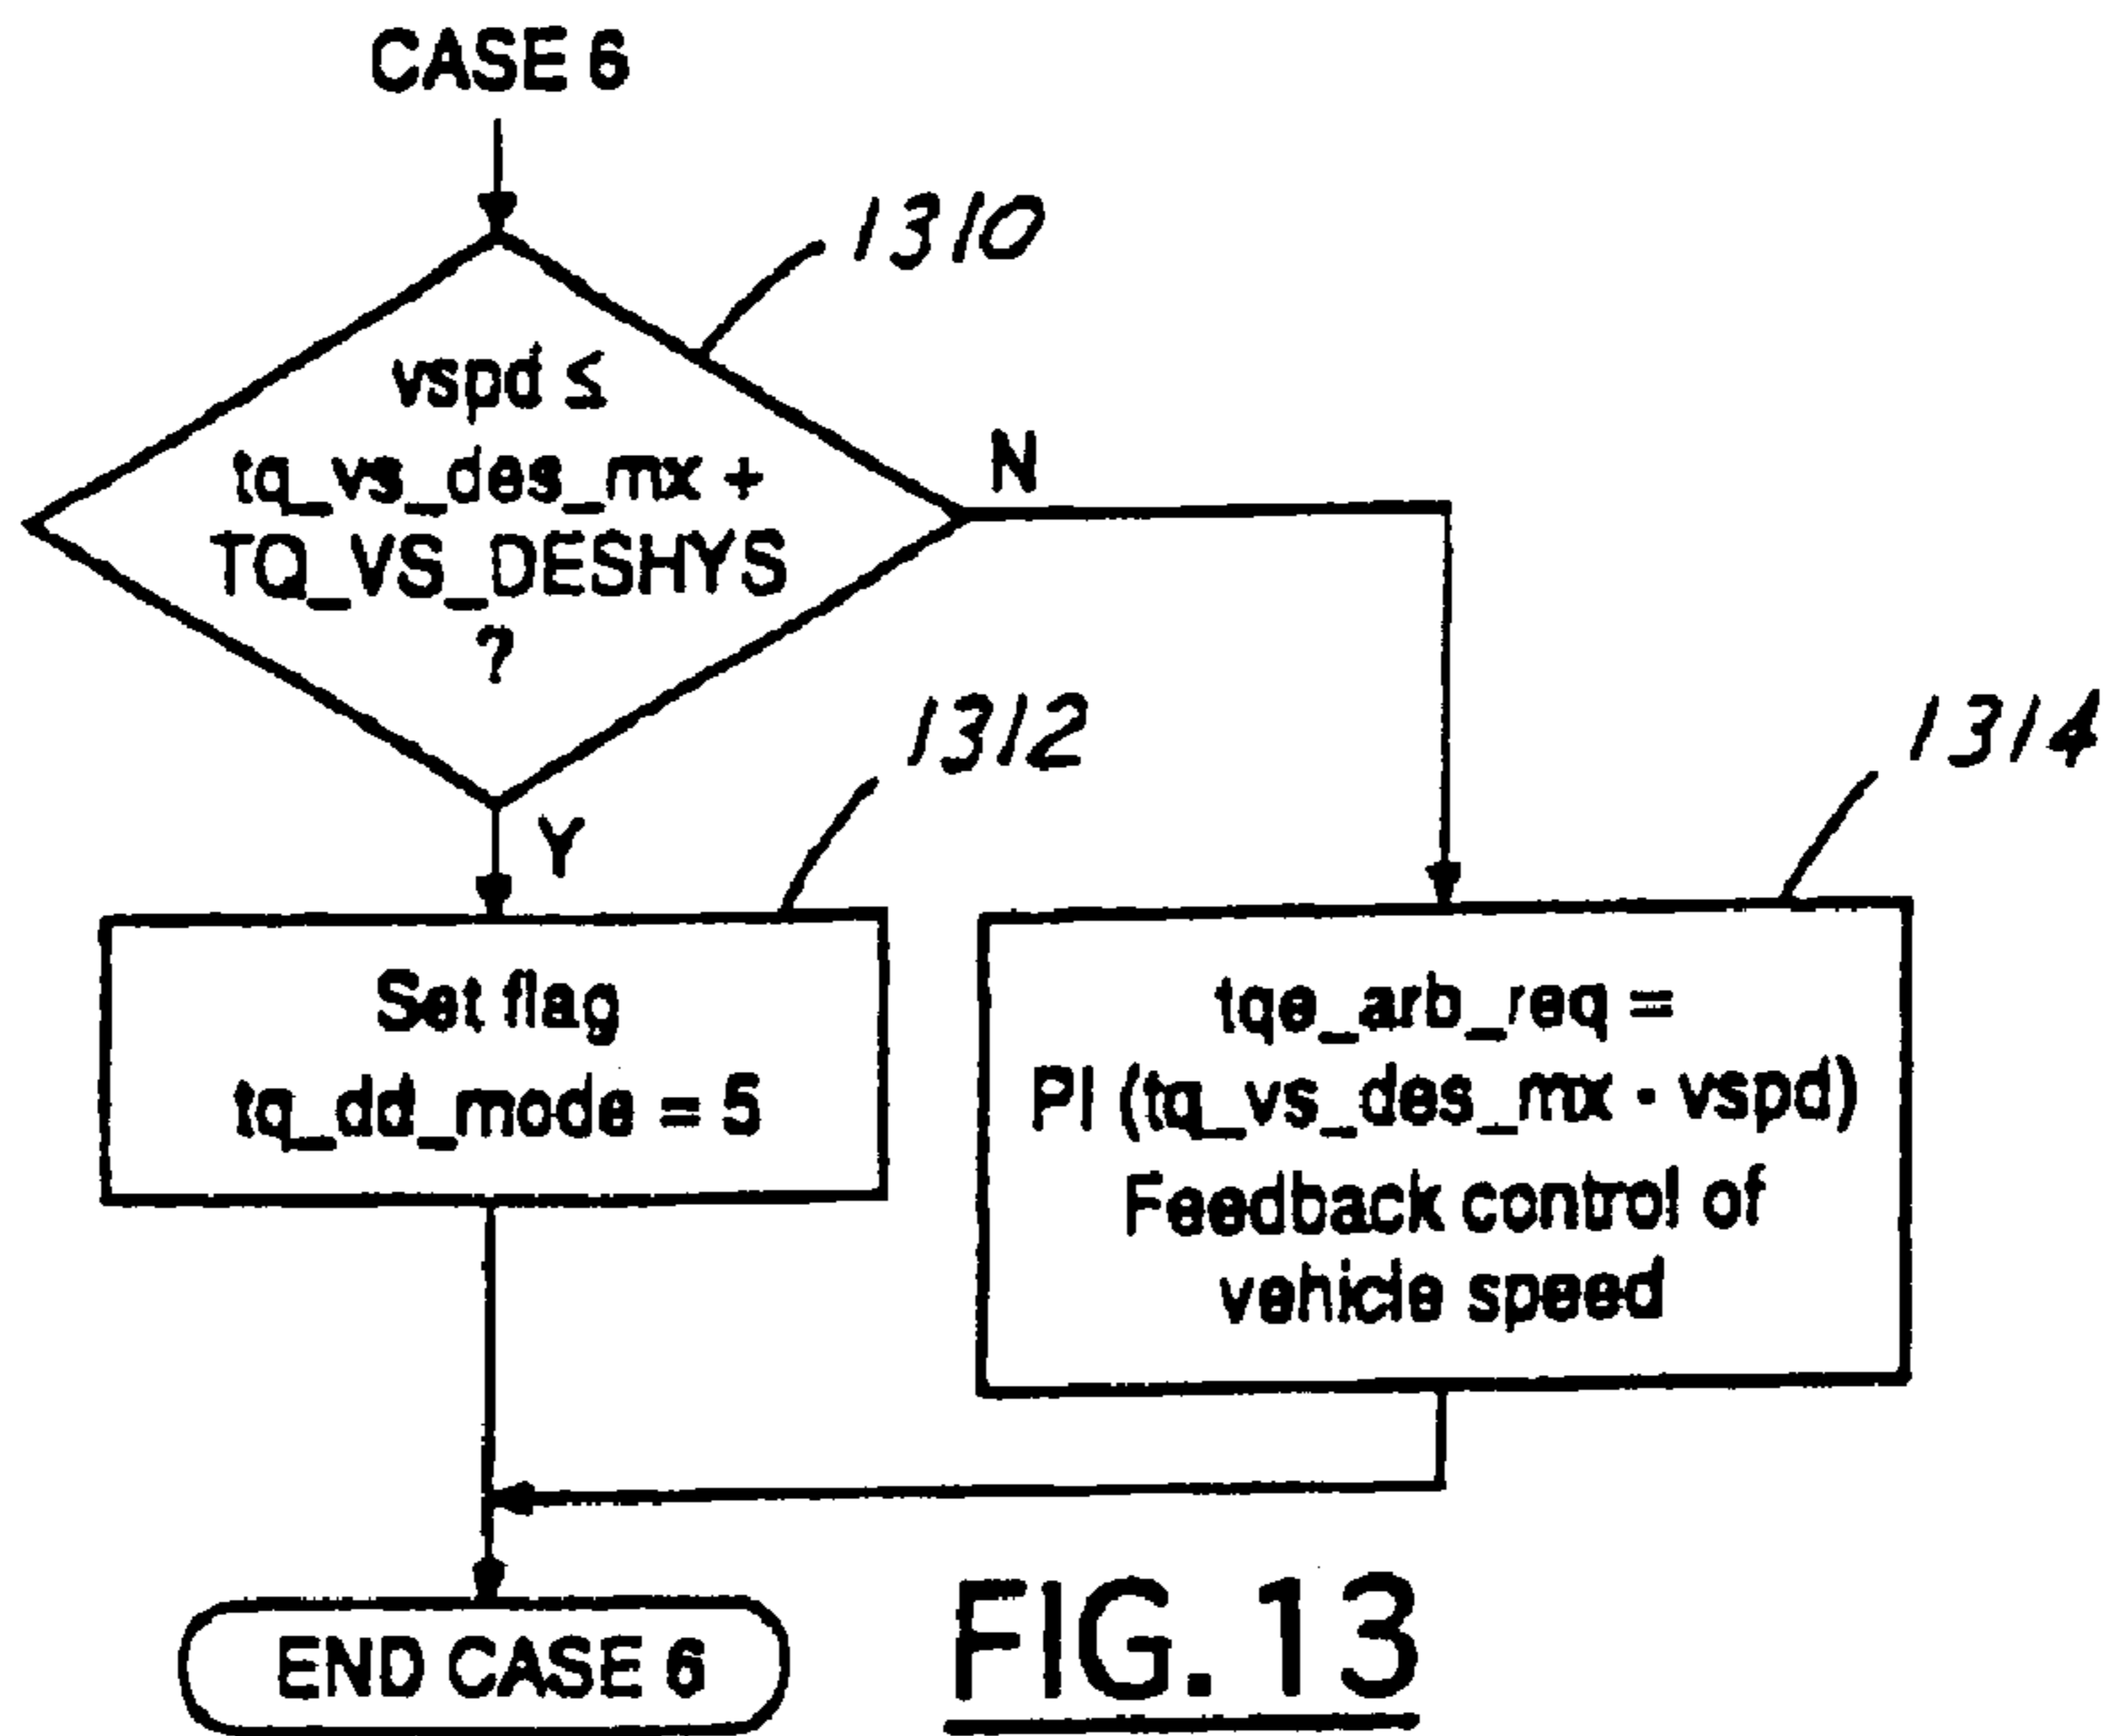 CASE 6
1310
vspd ≤
tq_vs_des_mx +
TQ_VS_DESHYS
?
N
Y
1312
1314
Set flag
tq_dd_mode = 5
tqe_arb_req =
PI (tq_vs_des_mx - vspd)
Feedback control of
vehicle speed
END CASE 6
FIG. 13